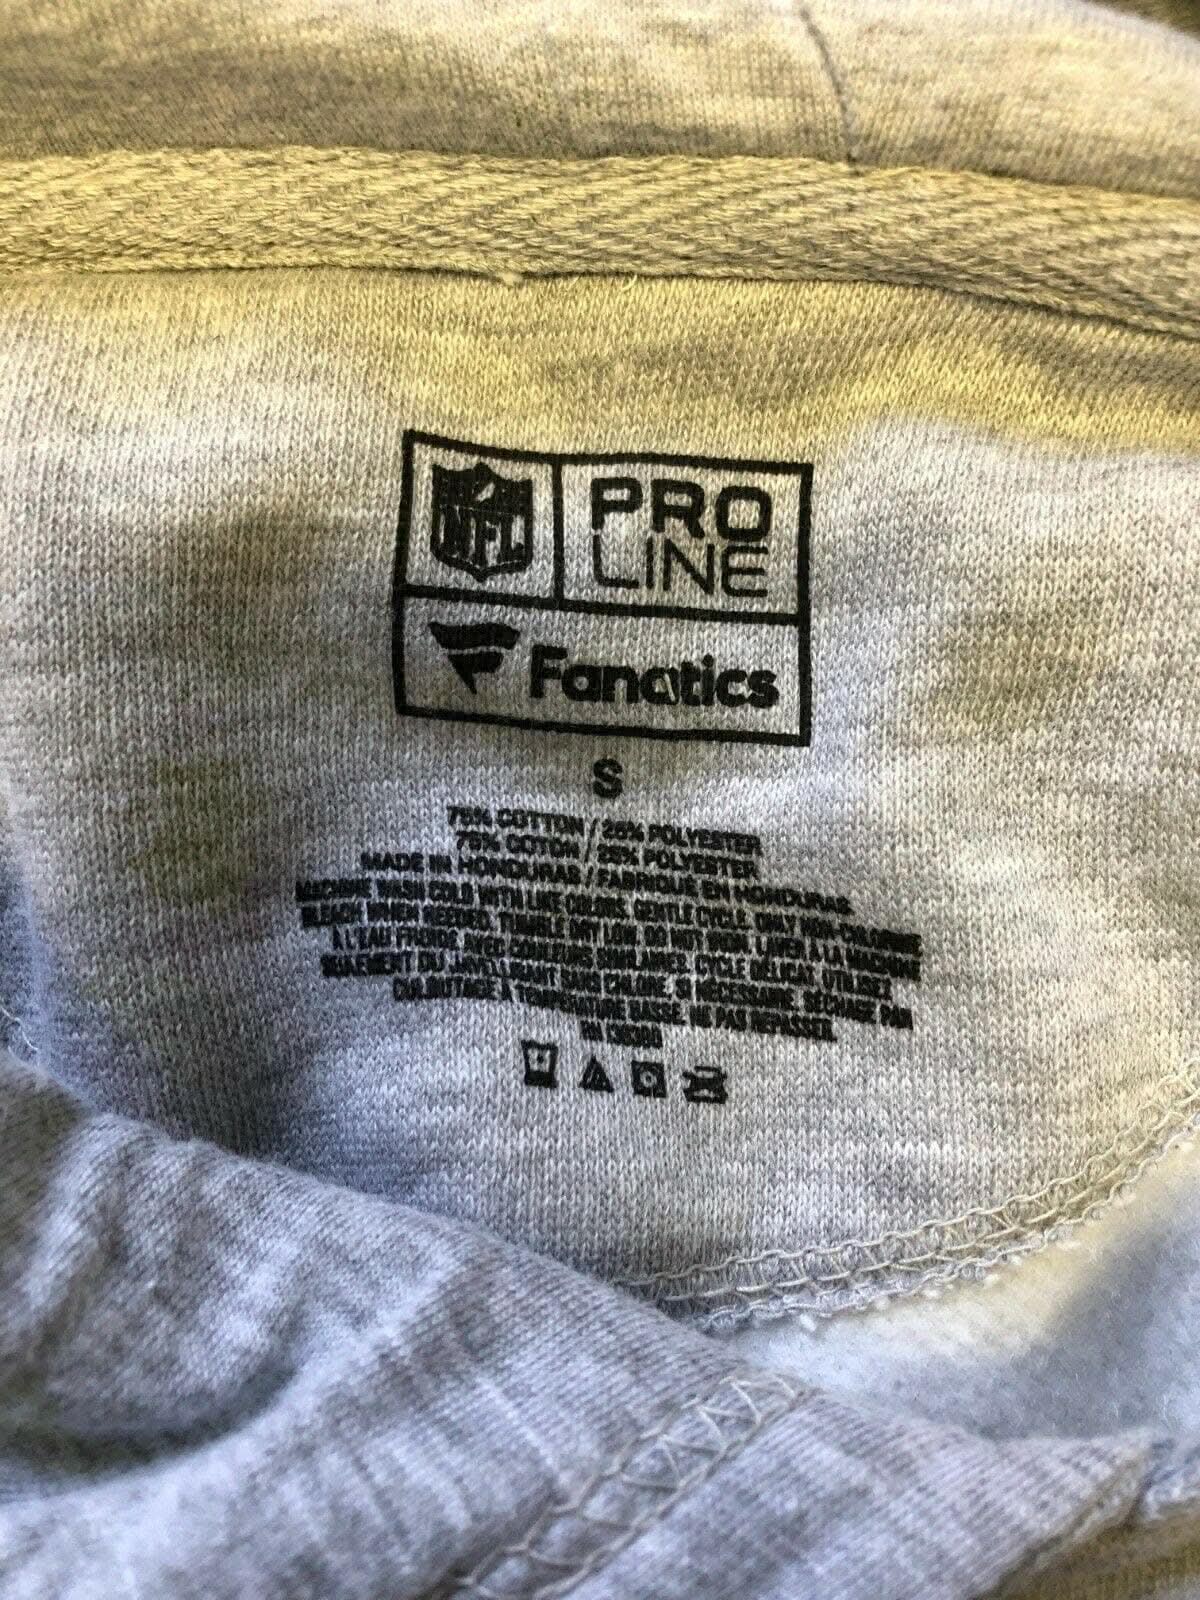 NFL
PRO
LINE
Fanatics
S
75% COTTON / 25% POLYESTER
75% COTON / 25% POLYESTER
MADE IN HONDURAS / FABRIQUÉ EN HONDURAS
MACHINE WASH COLD WITH LIKE COLORS. GENTLE CYCLE. ONLY NON-CHLORINE
BLEACH WHEN NEEDED. TUMBLE DRY LOW. DO NOT IRON. LAVER À LA MACHINE
À L'EAU FROIDE AVEC COULEURS SIMILAIRES. CYCLE DÉLICAT. UTILISEZ
DU JAVELLISANT SANS CHLORE, SI NÉCESSAIRE. SÉCHAGE PAR
CULBUTAGE À TEMPÉRATURE BASSE. NE PAS REPASSER.
RN